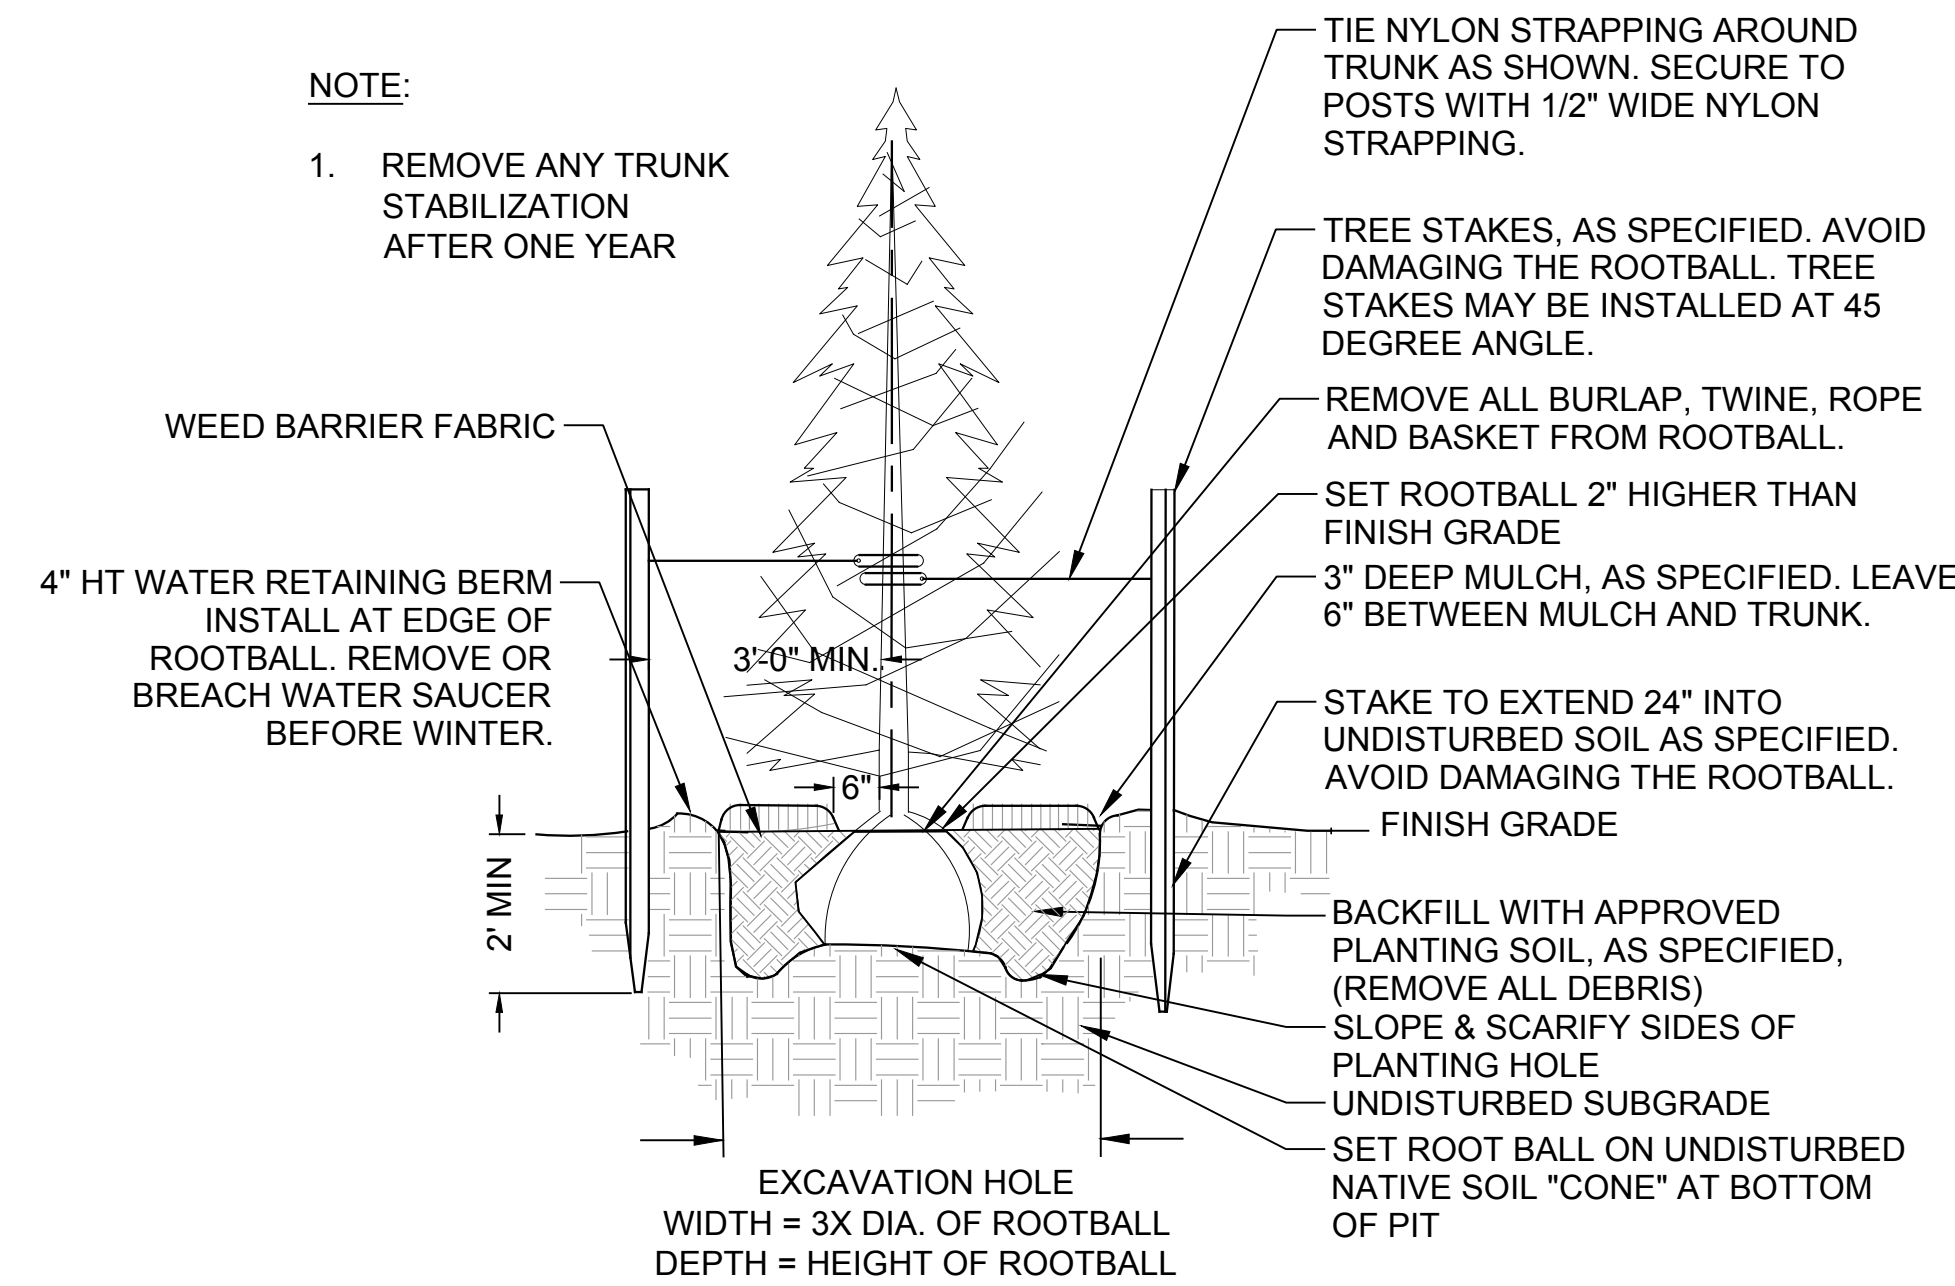 NOTE:
1. REMOVE ANY TRUNK
STABILIZATION
AFTER ONE YEAR
WEED BARRIER FABRIC
4" HT WATER RETAINING BERM
INSTALL AT EDGE OF
ROOTBALL. REMOVE OR
BREACH WATER SAUCER
BEFORE WINTER.
3'-0" MIN.
6"
2' MIN
EXCAVATION HOLE
WIDTH = 3X DIA. OF ROOTBALL
DEPTH = HEIGHT OF ROOTBALL
TIE NYLON STRAPPING AROUND
TRUNK AS SHOWN. SECURE TO
POSTS WITH 1/2" WIDE NYLON
STRAPPING.
TREE STAKES, AS SPECIFIED. AVOID
DAMAGING THE ROOTBALL. TREE
STAKES MAY BE INSTALLED AT 45
DEGREE ANGLE.
REMOVE ALL BURLAP, TWINE, ROPE
AND BASKET FROM ROOTBALL.
SET ROOTBALL 2" HIGHER THAN
FINISH GRADE
3" DEEP MULCH, AS SPECIFIED. LEAVE
6" BETWEEN MULCH AND TRUNK.
STAKE TO EXTEND 24" INTO
UNDISTURBED SOIL AS SPECIFIED.
AVOID DAMAGING THE ROOTBALL.
FINISH GRADE
BACKFILL WITH APPROVED
PLANTING SOIL, AS SPECIFIED,
(REMOVE ALL DEBRIS)
SLOPE & SCARIFY SIDES OF
PLANTING HOLE
UNDISTURBED SUBGRADE
SET ROOT BALL ON UNDISTURBED
NATIVE SOIL "CONE" AT BOTTOM
OF PIT